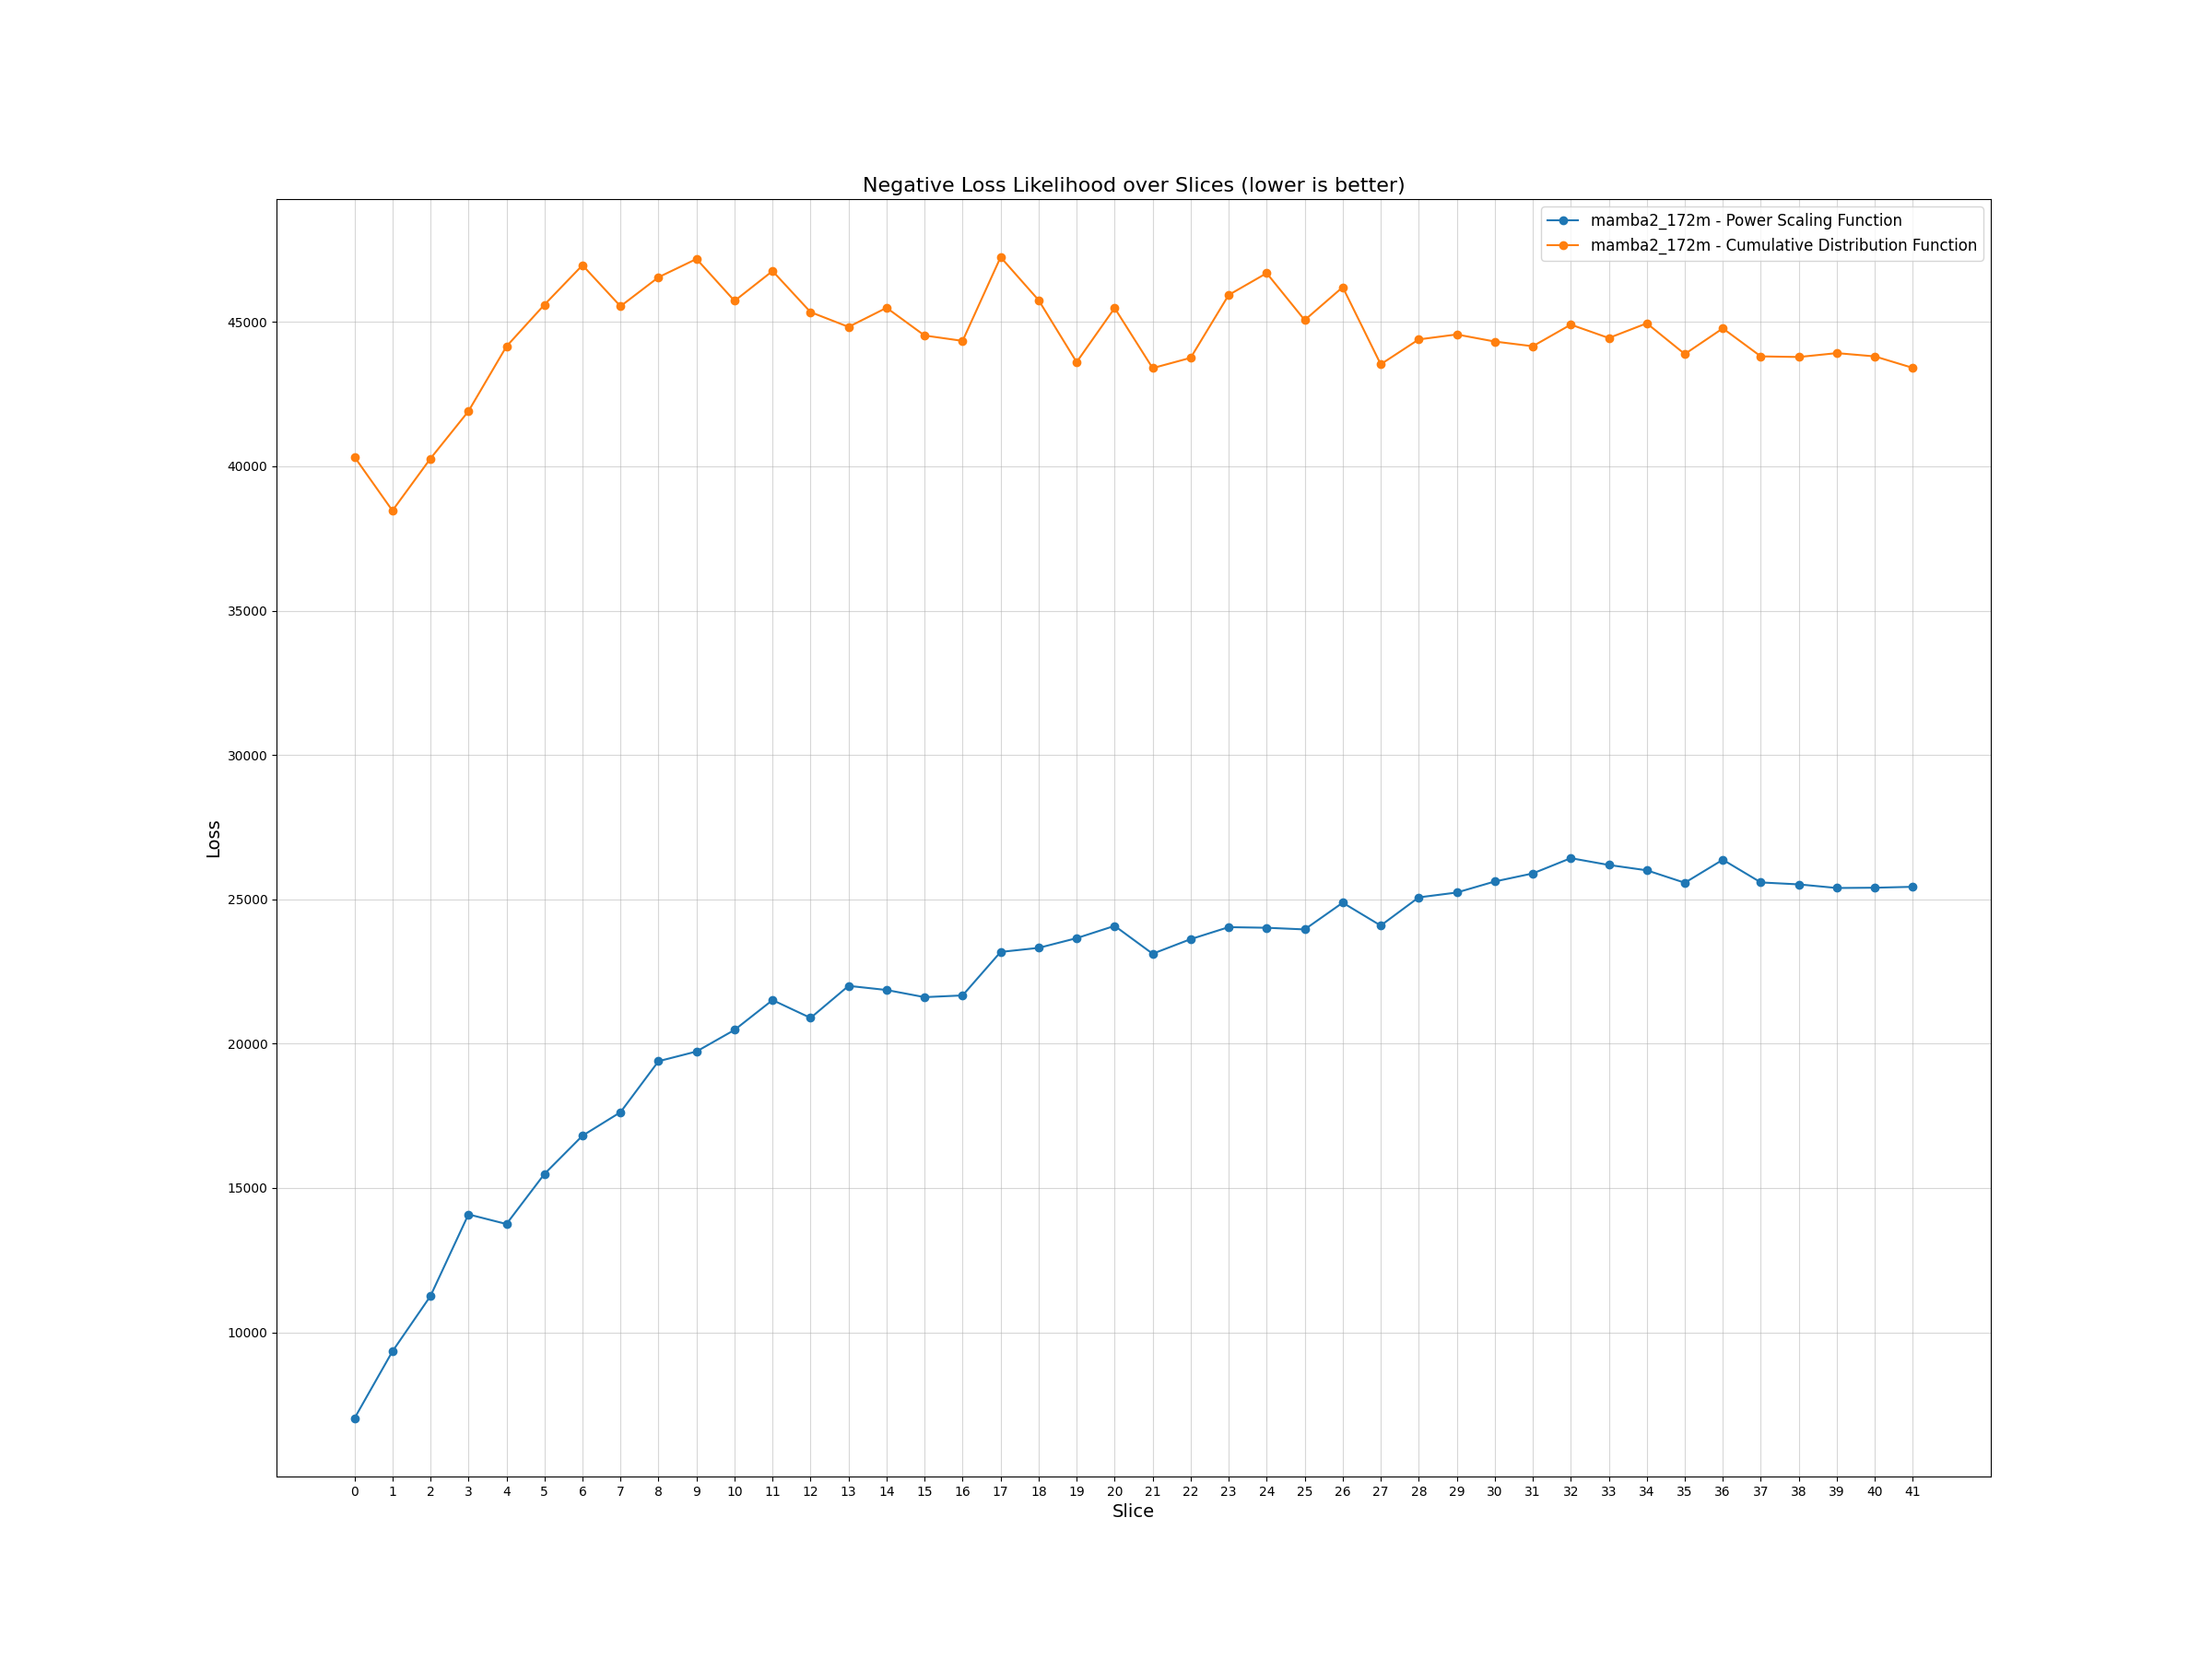 Negative Loss Likelihood over Slices (lower is better)
mamba2_172m - Power Scaling Function
mamba2_172m - Cumulative Distribution Function
45000
40000
35000
30000
25000
20000
15000
10000
Loss
0 1 2 3 4 5 6 7 8 9 10 11 12 13 14 15 16 17 18 19 20 21 22 23 24 25 26 27 28 29 30 31 32 33 34 35 36 37 38 39 40 41
Slice